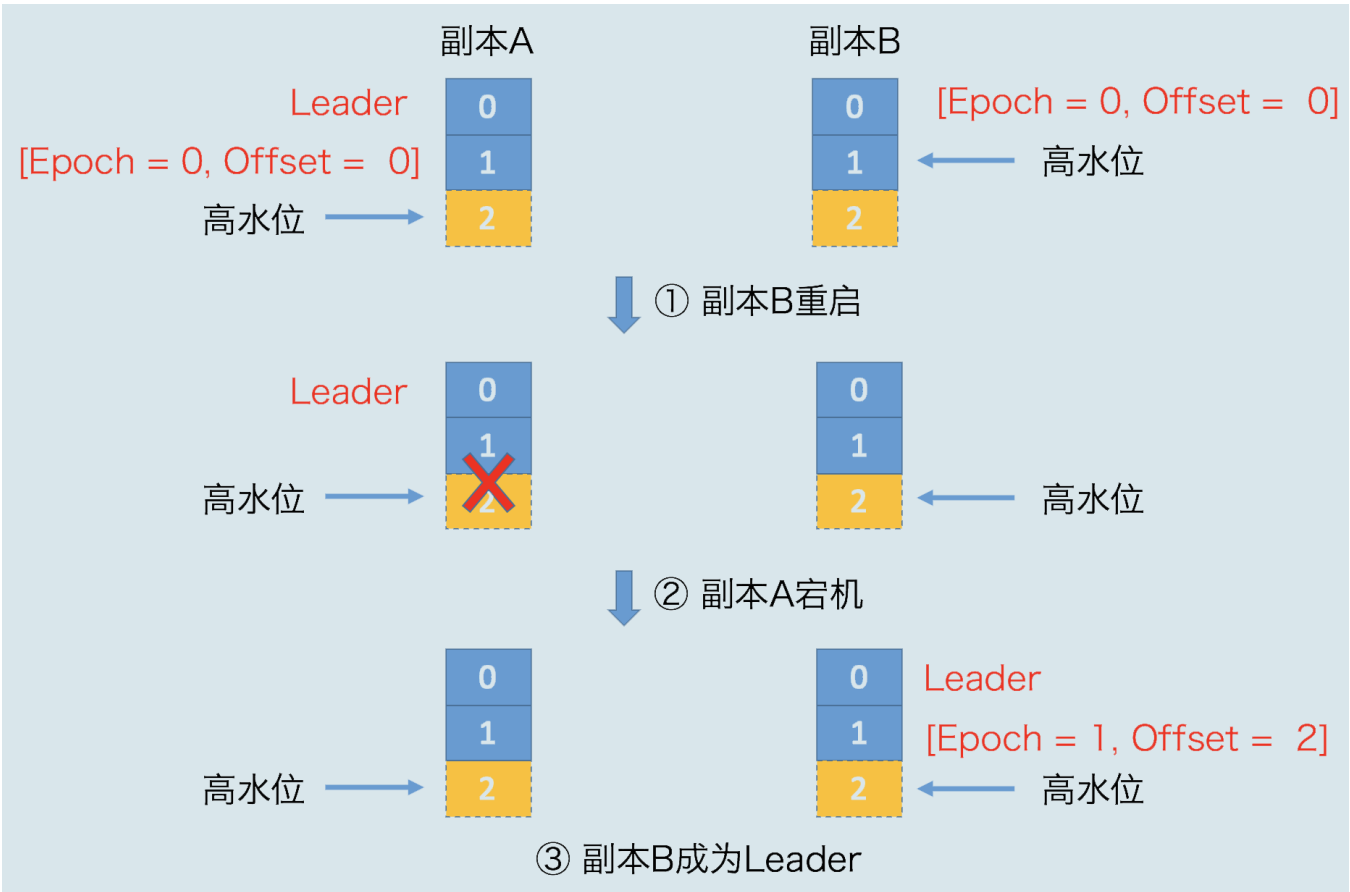 副本A 副本B
Leader 0 0 [Epoch = 0, Offset = 0]
[Epoch = 0, Offset = 0] 1 1 高水位
高水位 2 2
① 副本B重启
Leader 0 0
1 1
高水位 2 2 高水位
② 副本A宕机
0 0 Leader
1 1 [Epoch = 1, Offset = 2]
高水位 2 2 高水位
③ 副本B成为Leader